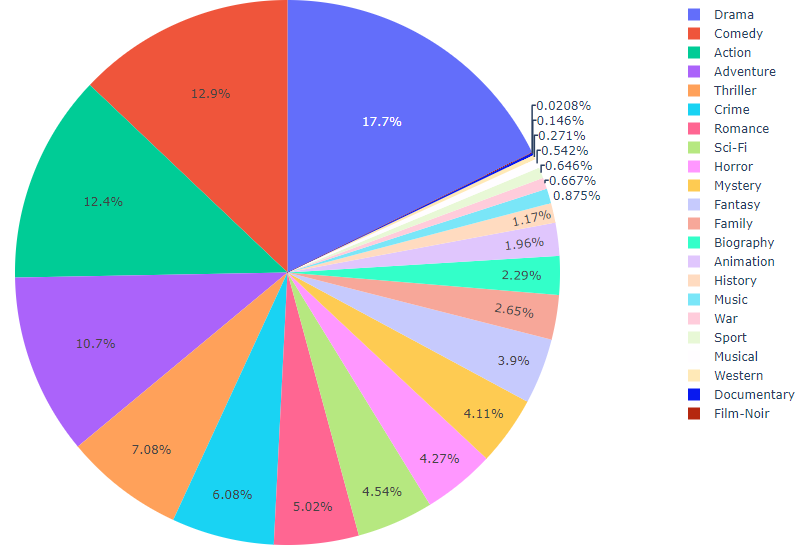 Drama
Comedy
Action
Adventure
Thriller
Crime
Romance
Sci-Fi
Horror
Mystery
Fantasy
Family
Biography
Animation
History
Music
War
Sport
Musical
Western
Documentary
Film-Noir
17.7%
12.9%
12.4%
10.7%
7.08%
6.08%
5.02%
4.54%
4.27%
4.11%
3.9%
2.65%
2.29%
1.96%
1.17%
0.875%
0.667%
0.646%
0.542%
0.271%
0.146%
0.0208%